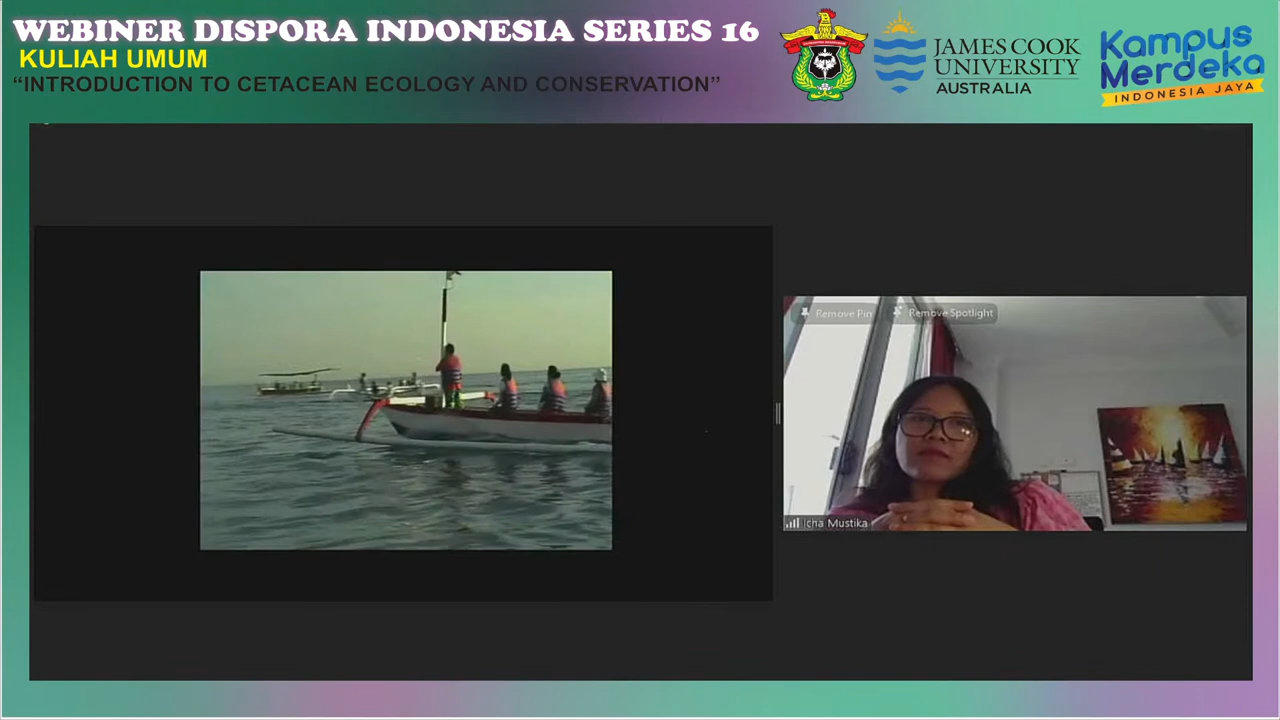 WEBINER DISPORA INDONESIA SERIES 16
KULIAH UMUM
“INTRODUCTION TO CETACEAN ECOLOGY AND CONSERVATION”
JAMES COOK
UNIVERSITY
AUSTRALIA
Kampus
Merdeka
INDONESIA JAYA
Remove Pin
Remove Spotlight
Icha Mustika